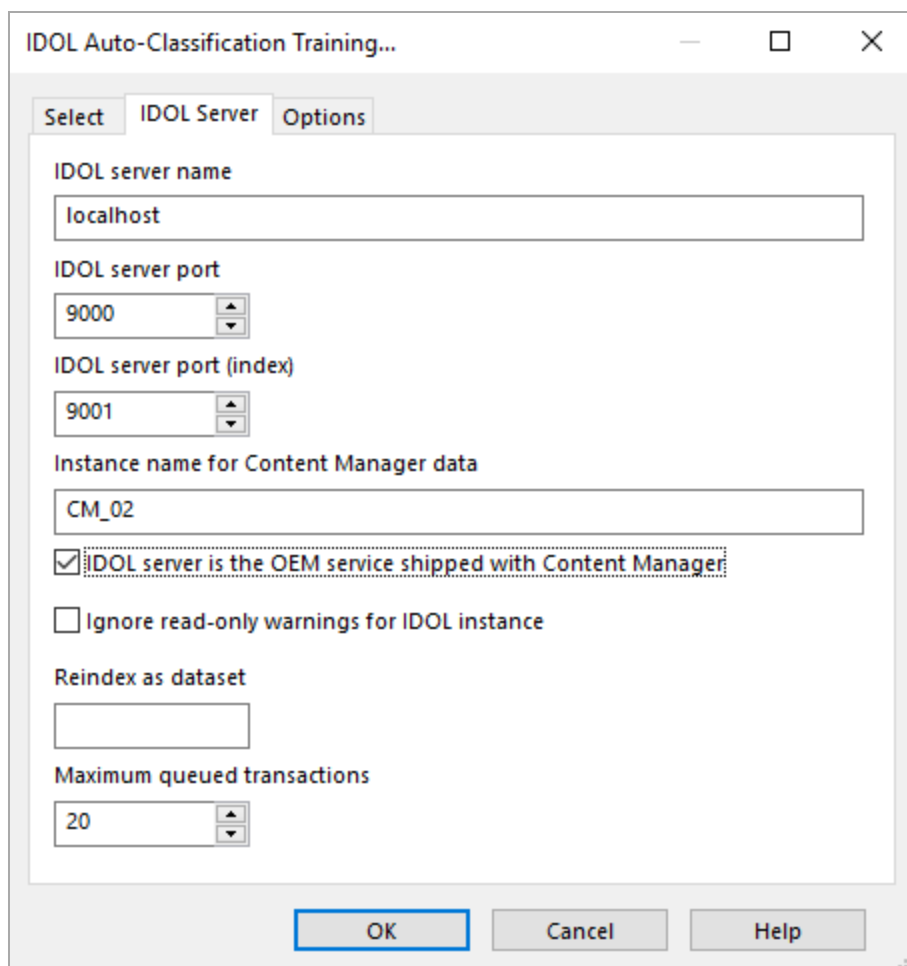 IDOL Auto-Classification Training...
Select IDOL Server Options
IDOL server name
localhost
IDOL server port
9000
IDOL server port (index)
9001
Instance name for Content Manager data
CM_02
IDOL server is the OEM service shipped with Content Manager
Ignore read-only warnings for IDOL instance
Reindex as dataset
Maximum queued transactions
20
OK Cancel Help